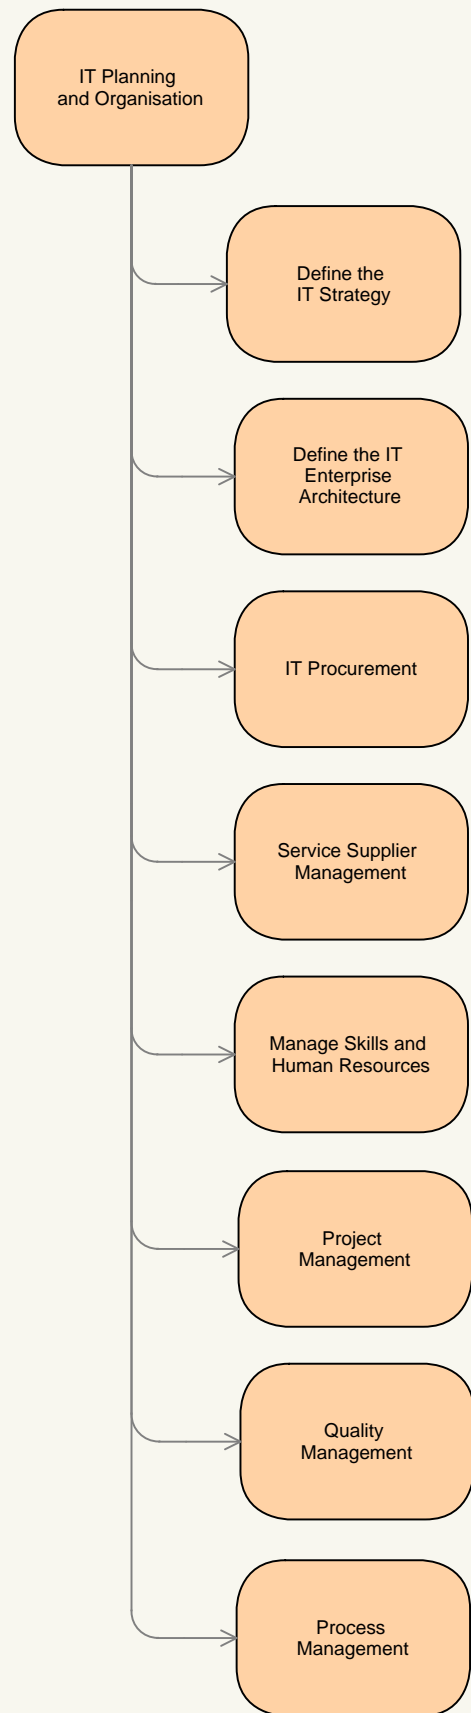 IT Planning
and Organisation
Define the
IT Strategy
Define the IT
Enterprise
Architecture
IT Procurement
Service Supplier
Management
Manage Skills and
Human Resources
Project
Management
Quality
Management
Process
Management